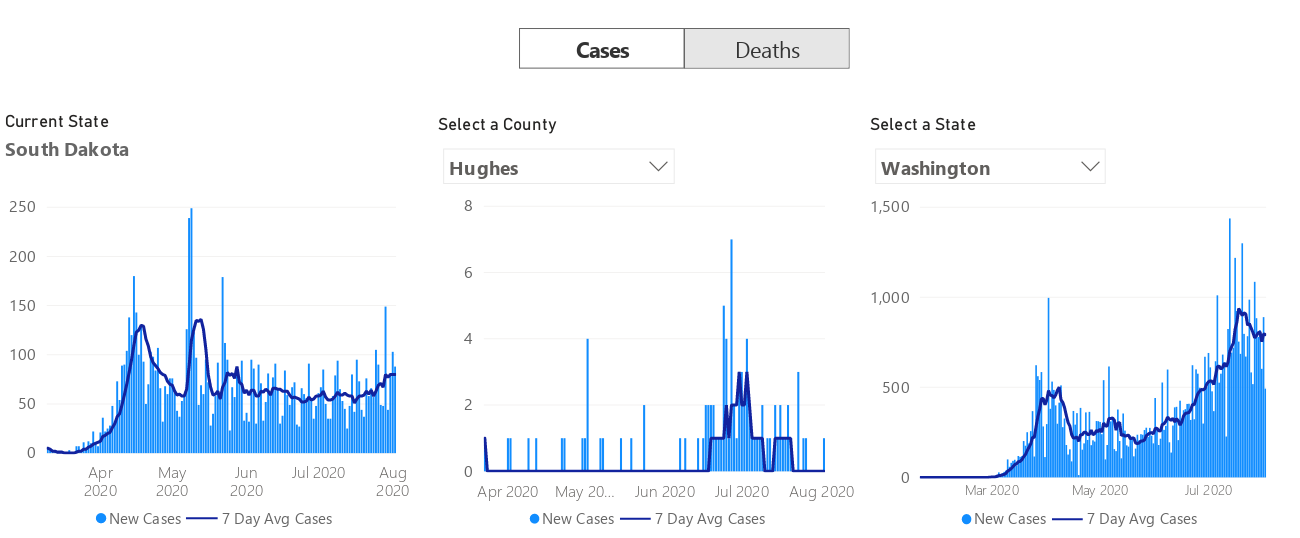 Cases Deaths
Current State
South Dakota
250
200
150
100
50
0
Apr 2020
May 2020
Jun 2020
Jul 2020
Aug 2020
New Cases 7 Day Avg Cases
Select a County
Hughes
8
6
4
2
0
Apr 2020 May 20... Jun 2020 Jul 2020 Aug 2020
New Cases 7 Day Avg Cases
Select a State
Washington
1,500
1,000
500
0
Mar 2020 May 2020 Jul 2020
New Cases 7 Day Avg Cases